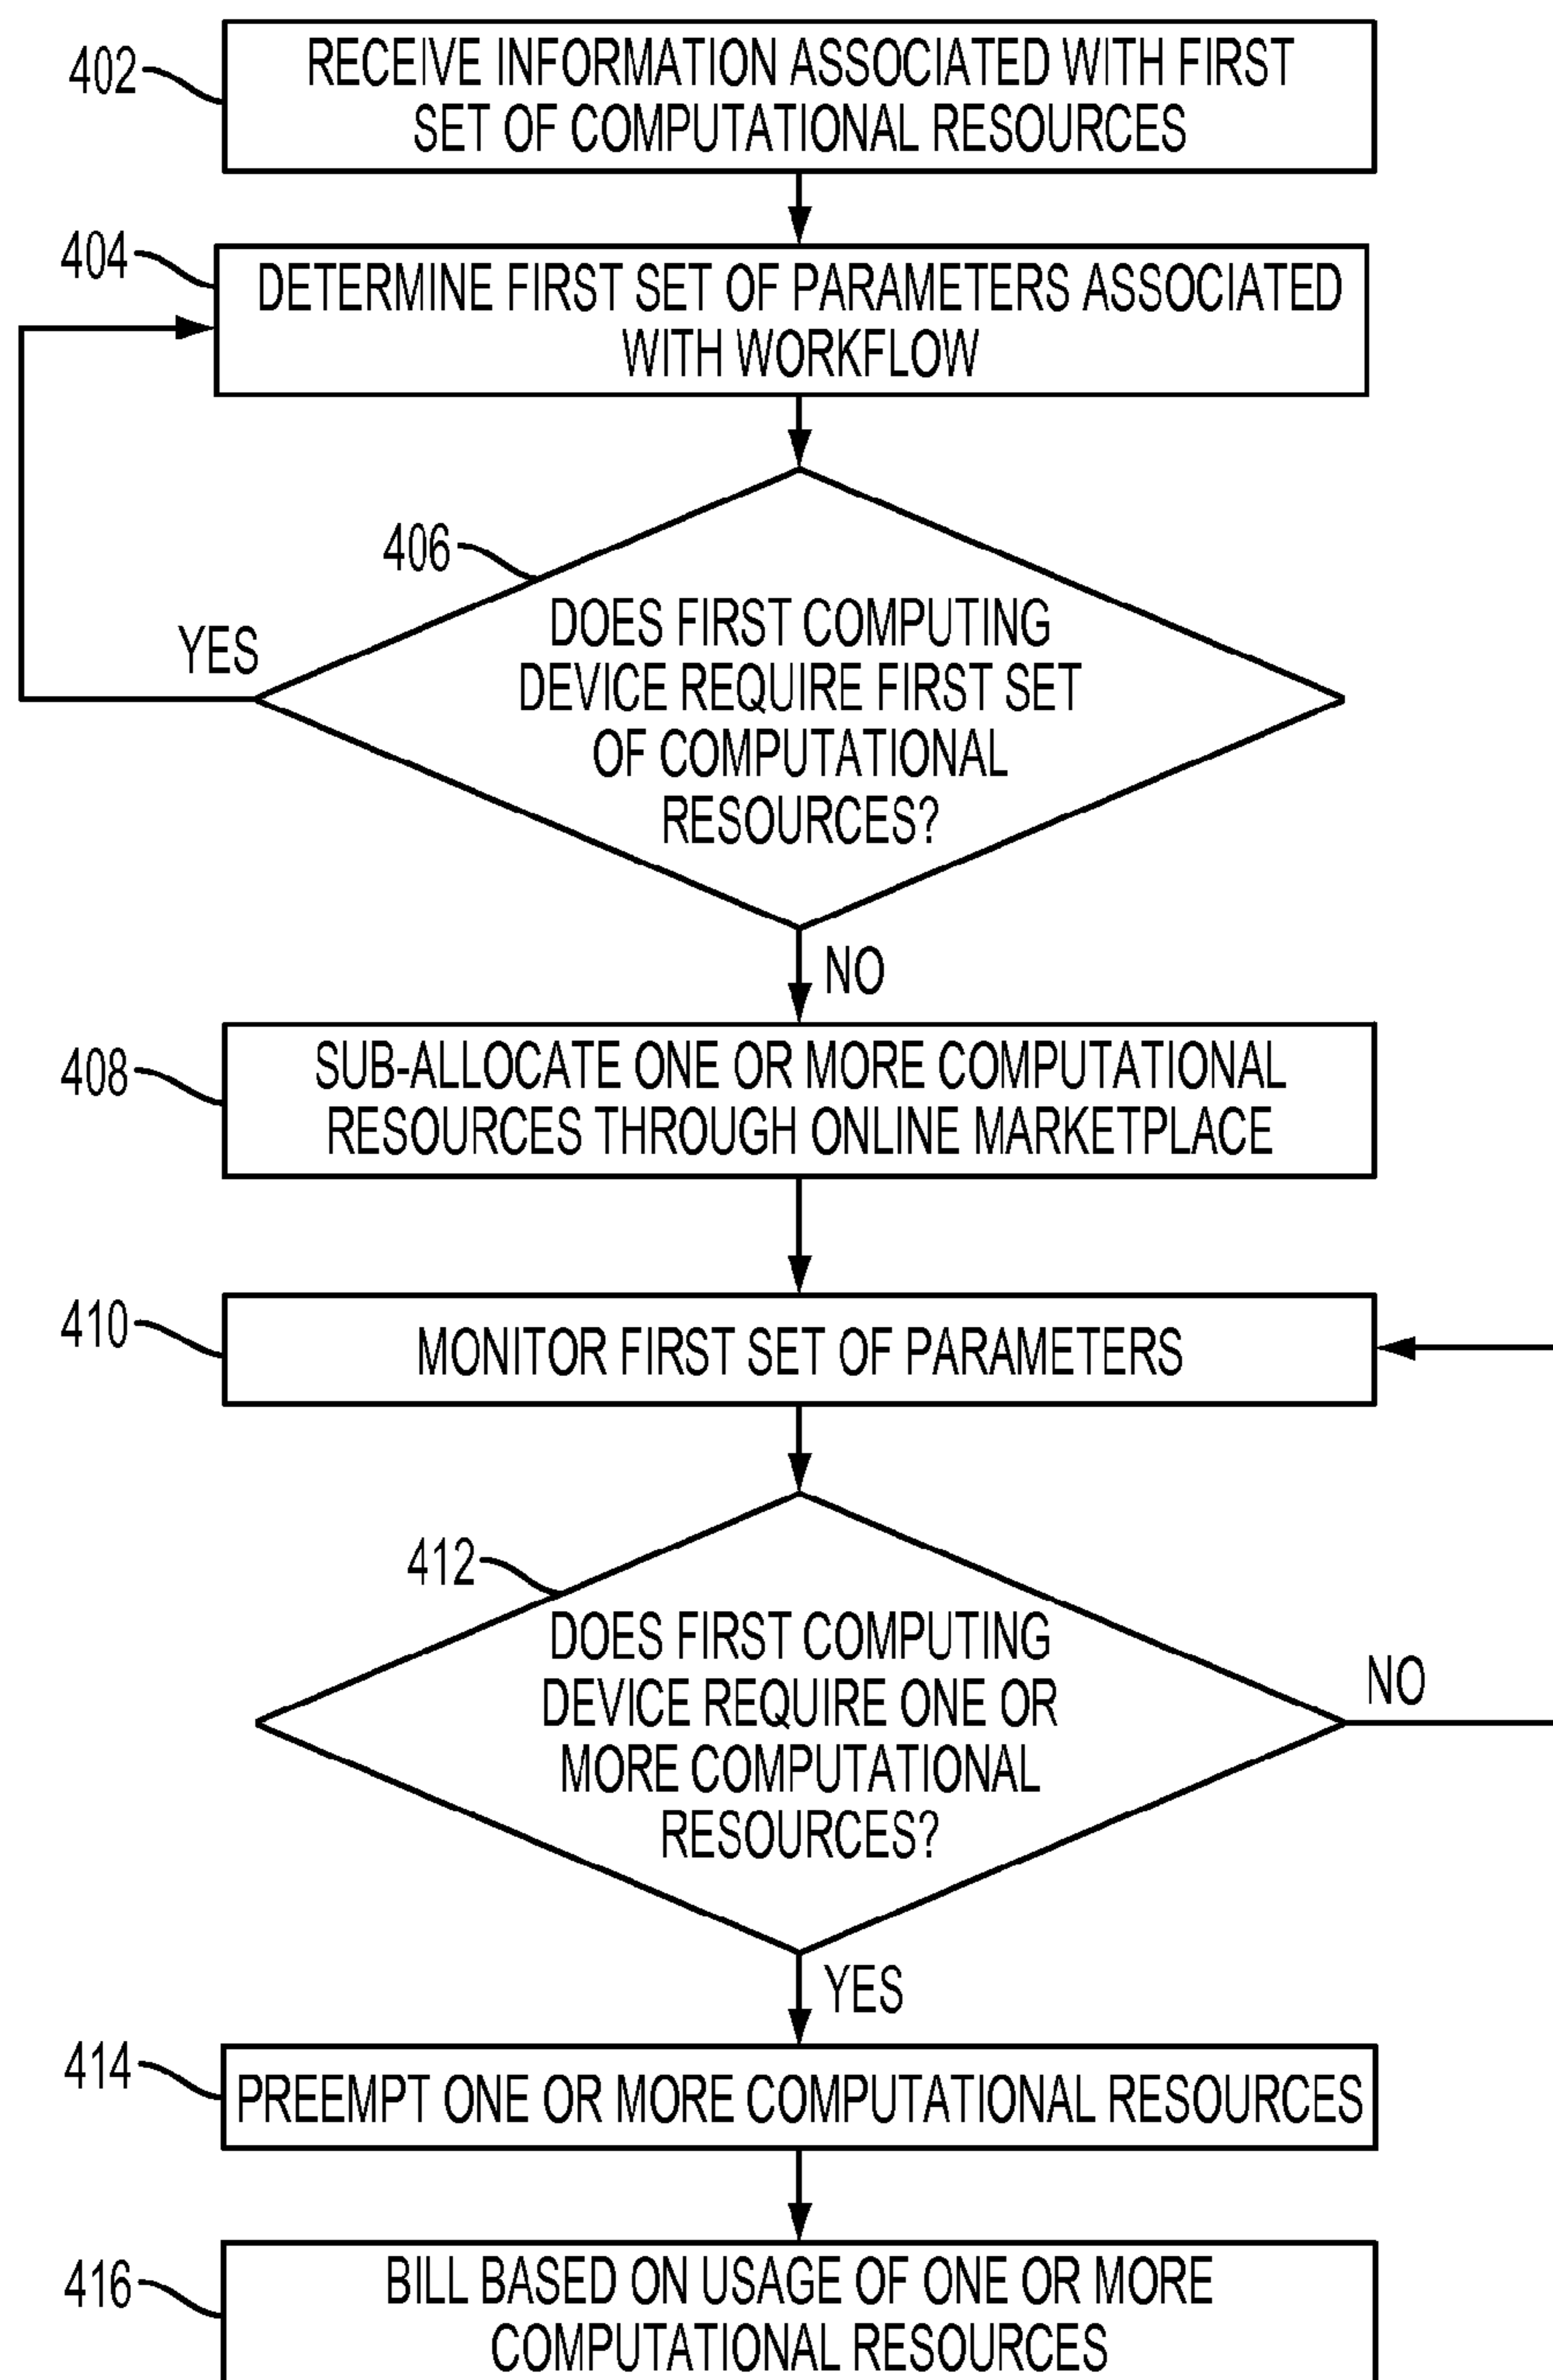 402
RECEIVE INFORMATION ASSOCIATED WITH FIRST
SET OF COMPUTATIONAL RESOURCES
404
DETERMINE FIRST SET OF PARAMETERS ASSOCIATED
WITH WORKFLOW
406
YES
DOES FIRST COMPUTING
DEVICE REQUIRE FIRST SET
OF COMPUTATIONAL
RESOURCES?
NO
408
SUB-ALLOCATE ONE OR MORE COMPUTATIONAL
RESOURCES THROUGH ONLINE MARKETPLACE
410
MONITOR FIRST SET OF PARAMETERS
412
DOES FIRST COMPUTING
DEVICE REQUIRE ONE OR
MORE COMPUTATIONAL
RESOURCES?
NO
YES
414
PREEMPT ONE OR MORE COMPUTATIONAL RESOURCES
416
BILL BASED ON USAGE OF ONE OR MORE
COMPUTATIONAL RESOURCES